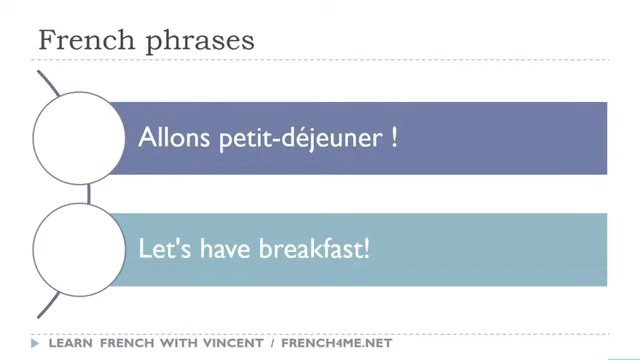 French phrases
Allons petit-déjeuner !
Let's have breakfast!
LEARN FRENCH WITH VINCENT / FRENCH4ME.NET